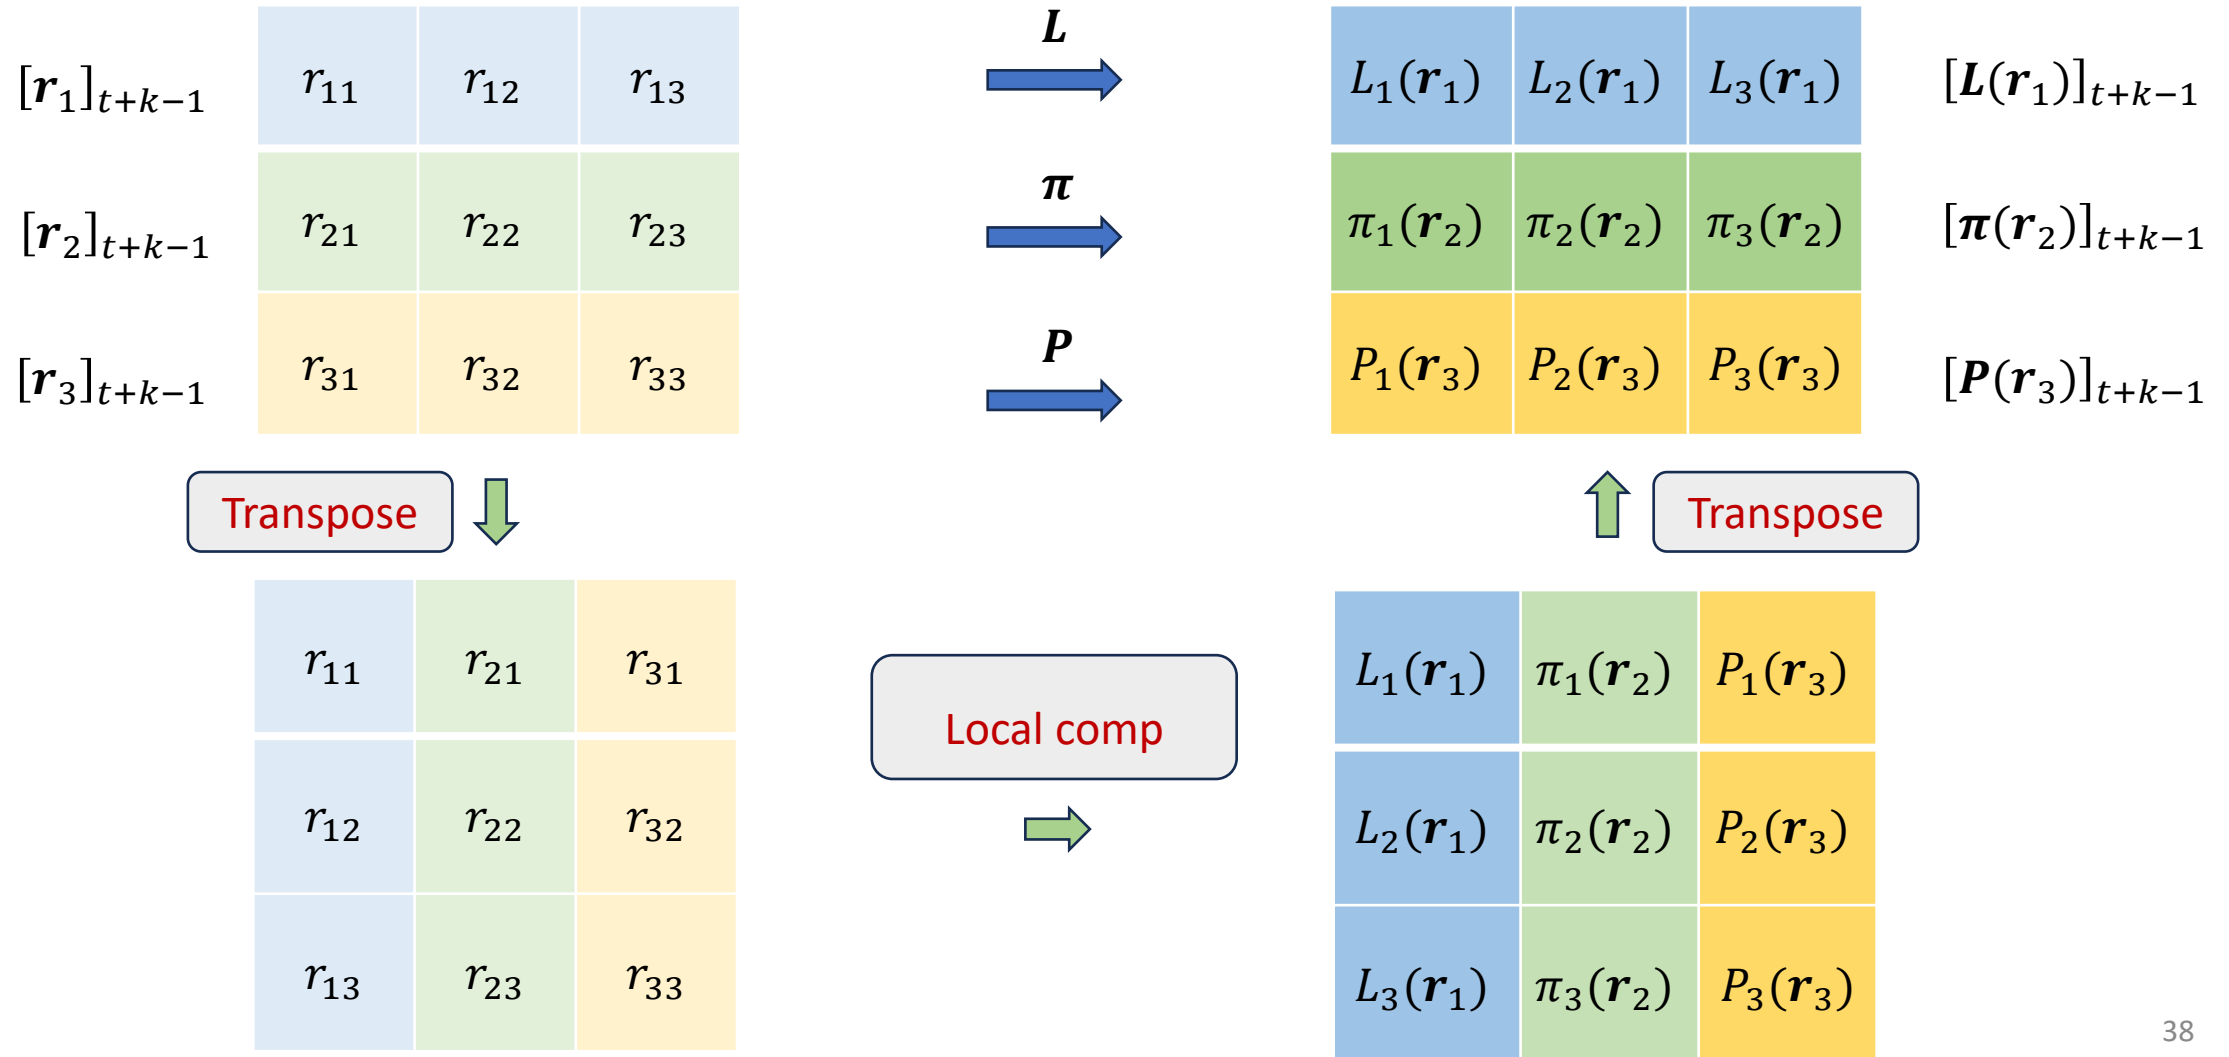 [𝒓₁]ₜ₊ₖ₋₁ r₁₁ r₁₂ r₁₃ 𝑳 L₁(𝒓₁) L₂(𝒓₁) L₃(𝒓₁) [𝑳(𝒓₁)]ₜ₊ₖ₋₁
[𝒓₂]ₜ₊ₖ₋₁ r₂₁ r₂₂ r₂₃ 𝝅 π₁(𝒓₂) π₂(𝒓₂) π₃(𝒓₂) [𝝅(𝒓₂)]ₜ₊ₖ₋₁
[𝒓₃]ₜ₊ₖ₋₁ r₃₁ r₃₂ r₃₃ 𝑷 P₁(𝒓₃) P₂(𝒓₃) P₃(𝒓₃) [𝑷(𝒓₃)]ₜ₊ₖ₋₁
Transpose Transpose
r₁₁ r₂₁ r₃₁ L₁(𝒓₁) π₁(𝒓₂) P₁(𝒓₃)
Local comp
r₁₂ r₂₂ r₃₂ L₂(𝒓₁) π₂(𝒓₂) P₂(𝒓₃)
r₁₃ r₂₃ r₃₃ L₃(𝒓₁) π₃(𝒓₂) P₃(𝒓₃)
38